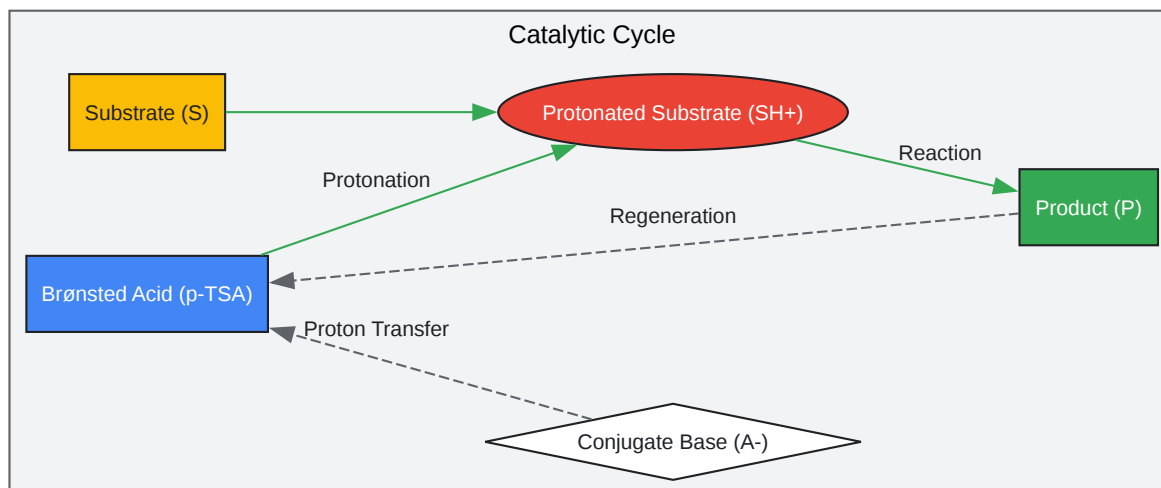 Catalytic Cycle
Substrate (S)
Protonated Substrate (SH+)
Reaction
Protonation
Product (P)
Regeneration
Brønsted Acid (p-TSA)
Proton Transfer
Conjugate Base (A-)